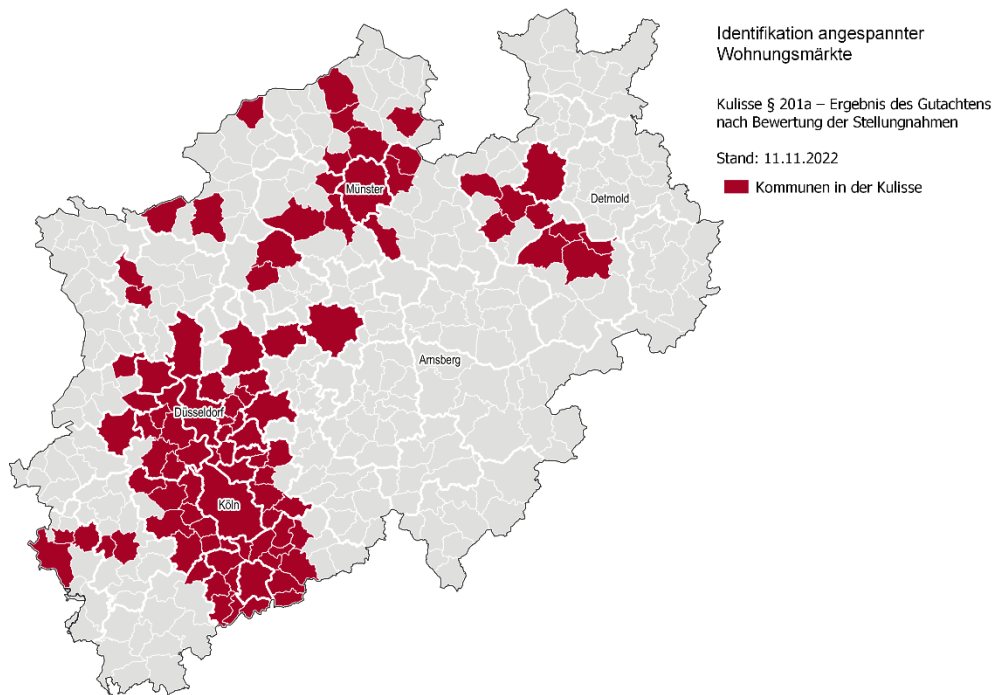 Identifikation angespannter
Wohnungsmärkte
Kulisse § 201a – Ergebnis des Gutachtens
nach Bewertung der Stellungnahmen
Stand: 11.11.2022
Kommunen in der Kulisse
Münster
Detmold
Arnsberg
Düsseldorf
Köln